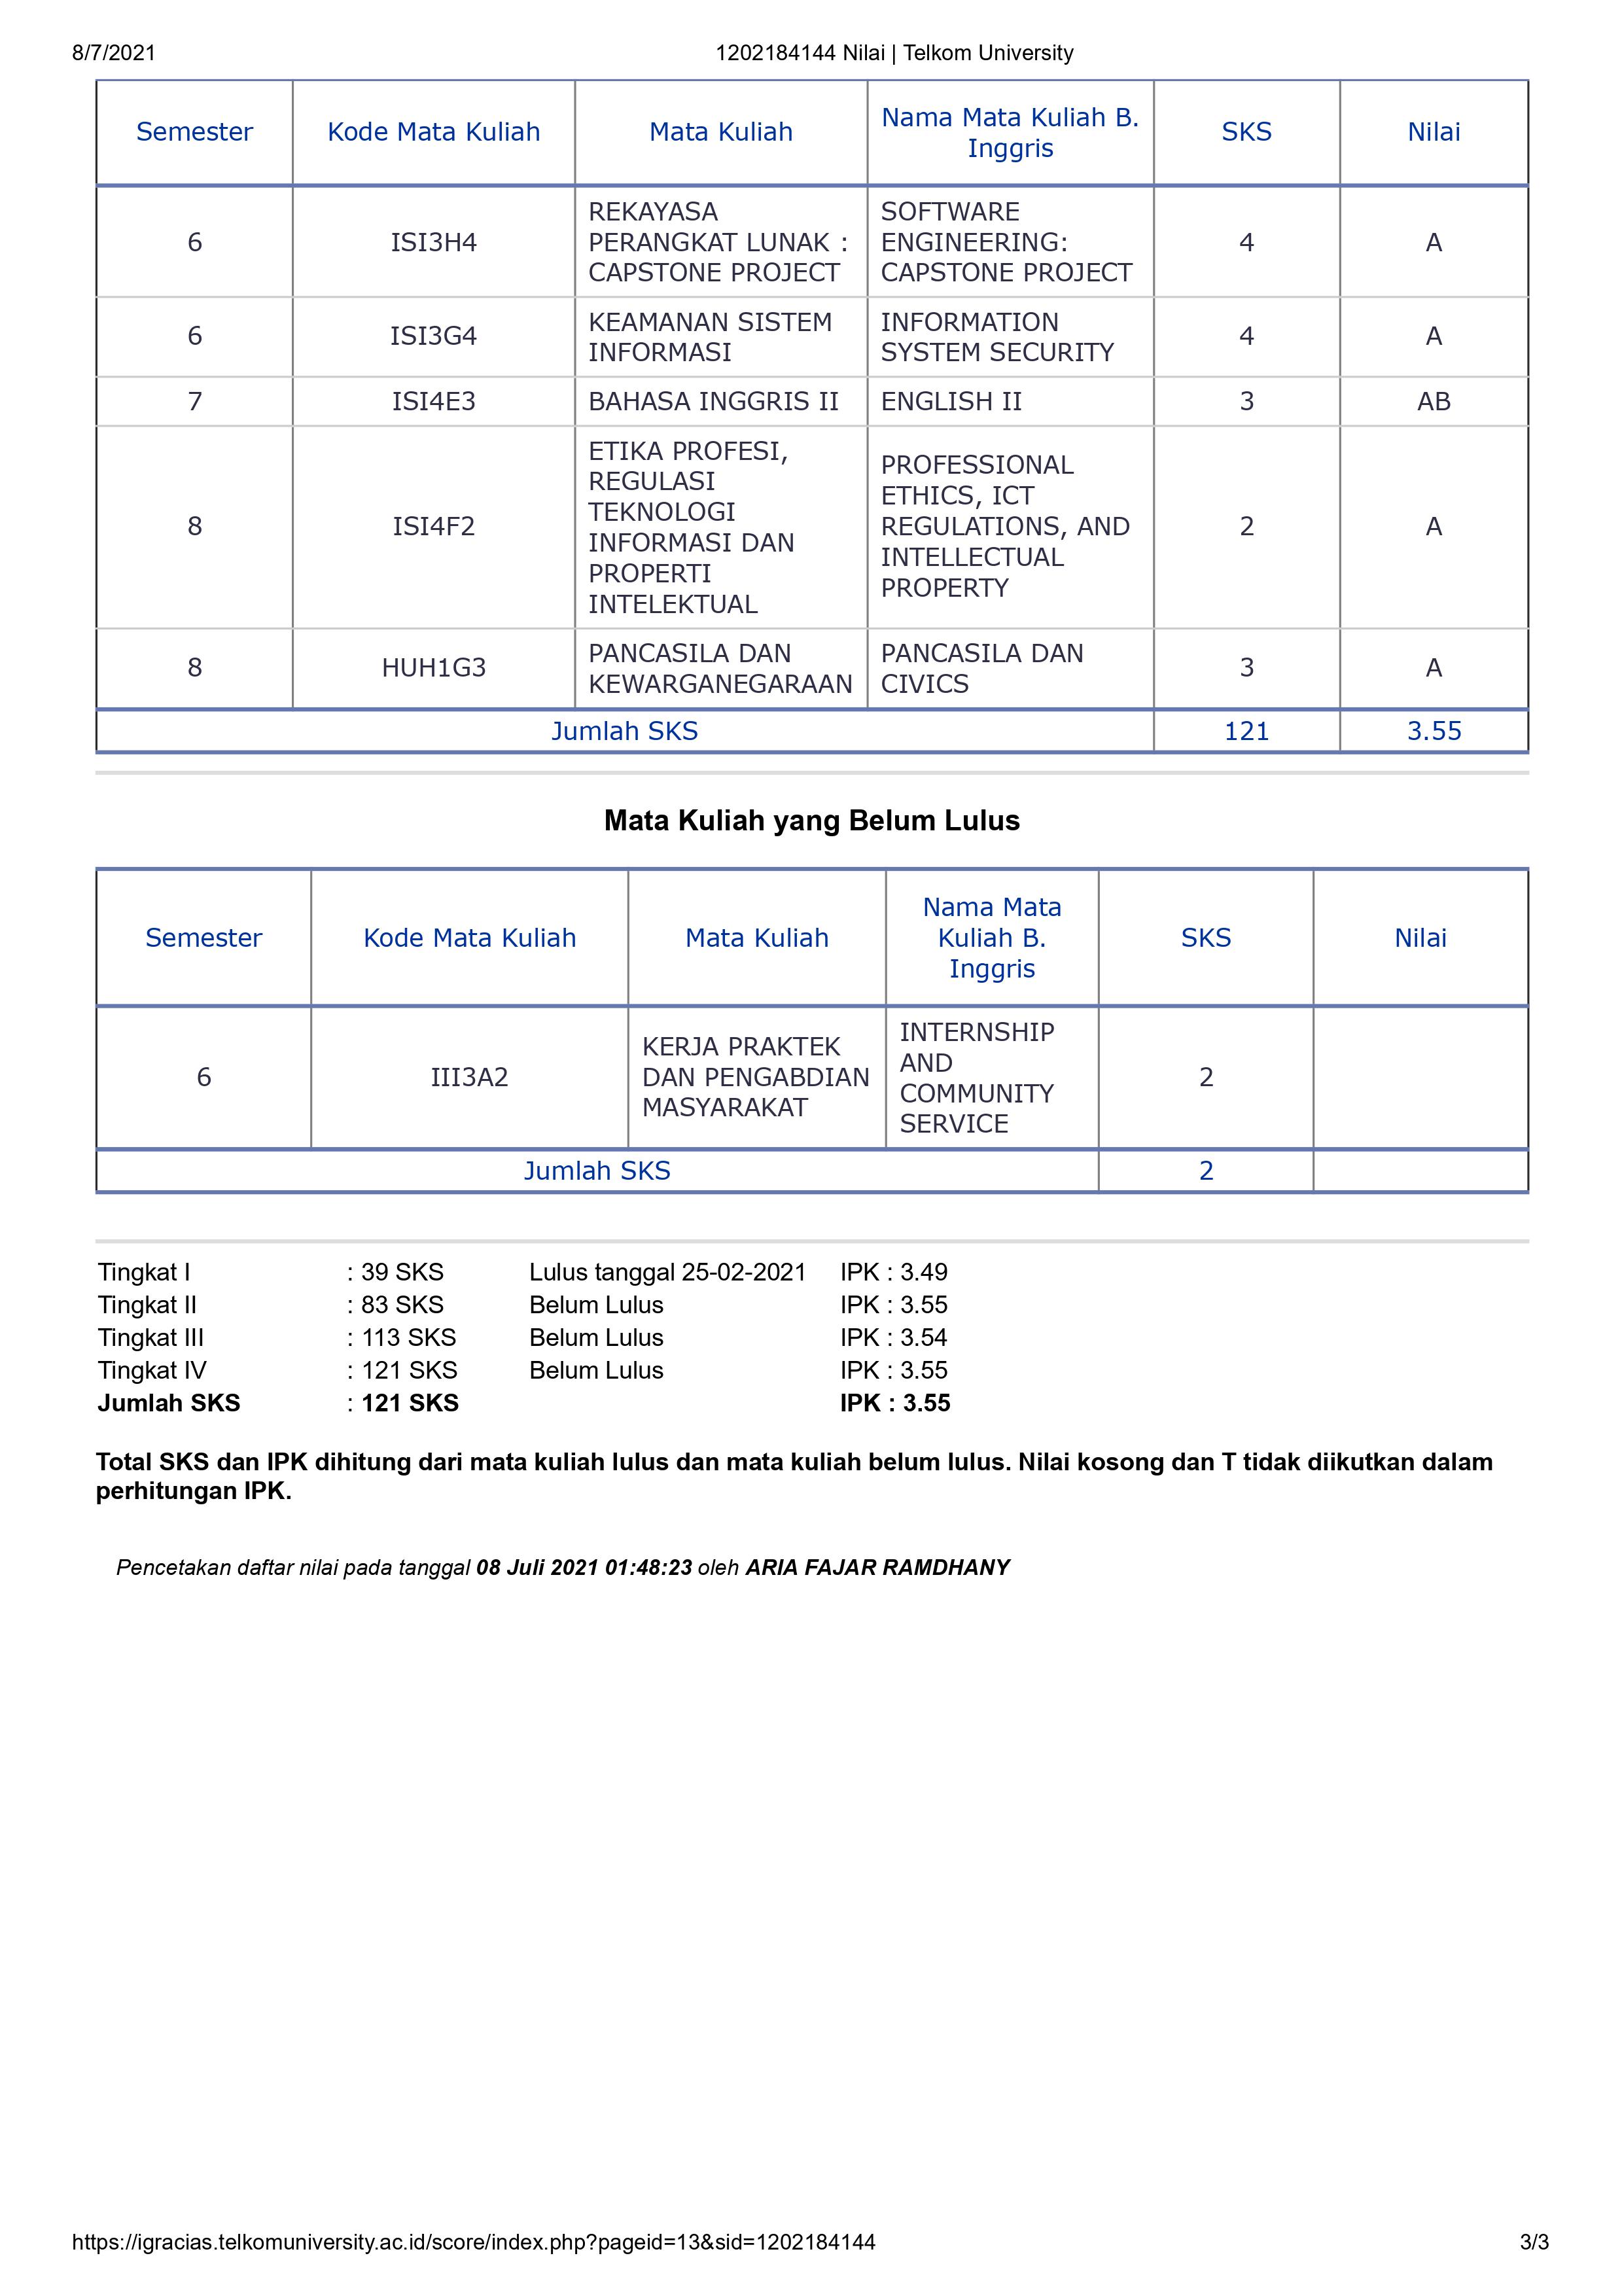 8/7/2021 1202184144 Nilai | Telkom University
Semester Kode Mata Kuliah Mata Kuliah Nama Mata Kuliah B. Inggris SKS Nilai
6 ISI3H4 REKAYASA PERANGKAT LUNAK : CAPSTONE PROJECT SOFTWARE ENGINEERING: CAPSTONE PROJECT 4 A
6 ISI3G4 KEAMANAN SISTEM INFORMASI INFORMATION SYSTEM SECURITY 4 A
7 ISI4E3 BAHASA INGGRIS II ENGLISH II 3 AB
8 ISI4F2 ETIKA PROFESI, REGULASI TEKNOLOGI INFORMASI DAN PROPERTI INTELEKTUAL PROFESSIONAL ETHICS, ICT REGULATIONS, AND INTELLECTUAL PROPERTY 2 A
8 HUH1G3 PANCASILA DAN KEWARGANEGARAAN PANCASILA DAN CIVICS 3 A
Jumlah SKS 121 3.55
Mata Kuliah yang Belum Lulus
Semester Kode Mata Kuliah Mata Kuliah Nama Mata Kuliah B. Inggris SKS Nilai
6 III3A2 KERJA PRAKTEK DAN PENGABDIAN MASYARAKAT INTERNSHIP AND COMMUNITY SERVICE 2
Jumlah SKS 2
Tingkat I : 39 SKS Lulus tanggal 25-02-2021 IPK : 3.49
Tingkat II : 83 SKS Belum Lulus IPK : 3.55
Tingkat III : 113 SKS Belum Lulus IPK : 3.54
Tingkat IV : 121 SKS Belum Lulus IPK : 3.55
Jumlah SKS : 121 SKS IPK : 3.55
Total SKS dan IPK dihitung dari mata kuliah lulus dan mata kuliah belum lulus. Nilai kosong dan T tidak diikutkan dalam
perhitungan IPK.
Pencetakan daftar nilai pada tanggal 08 Juli 2021 01:48:23 oleh ARIA FAJAR RAMDHANY
https://igracias.telkomuniversity.ac.id/score/index.php?pageid=13&sid=1202184144 3/3